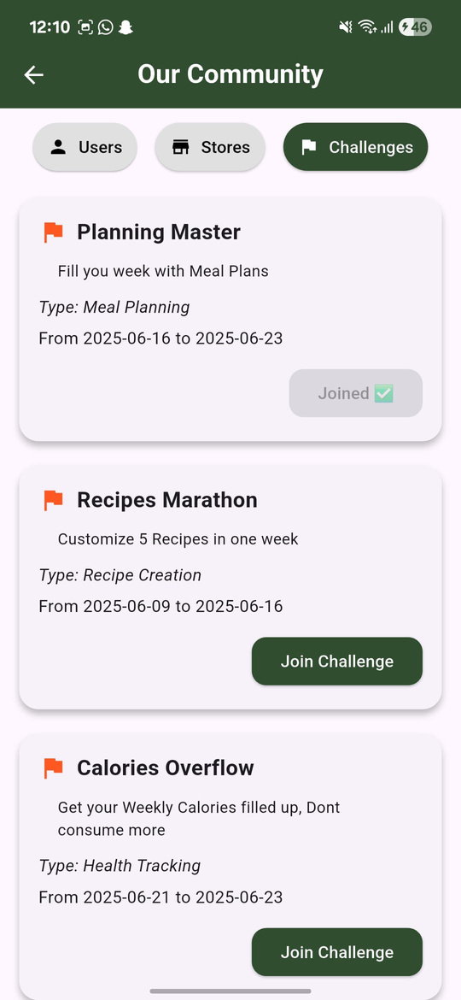 12:10
46
Our Community
Users
Stores
Challenges
Planning Master
Fill you week with Meal Plans
Type: Meal Planning
From 2025-06-16 to 2025-06-23
Joined ✅
Recipes Marathon
Customize 5 Recipes in one week
Type: Recipe Creation
From 2025-06-09 to 2025-06-16
Join Challenge
Calories Overflow
Get your Weekly Calories filled up, Dont
consume more
Type: Health Tracking
From 2025-06-21 to 2025-06-23
Join Challenge